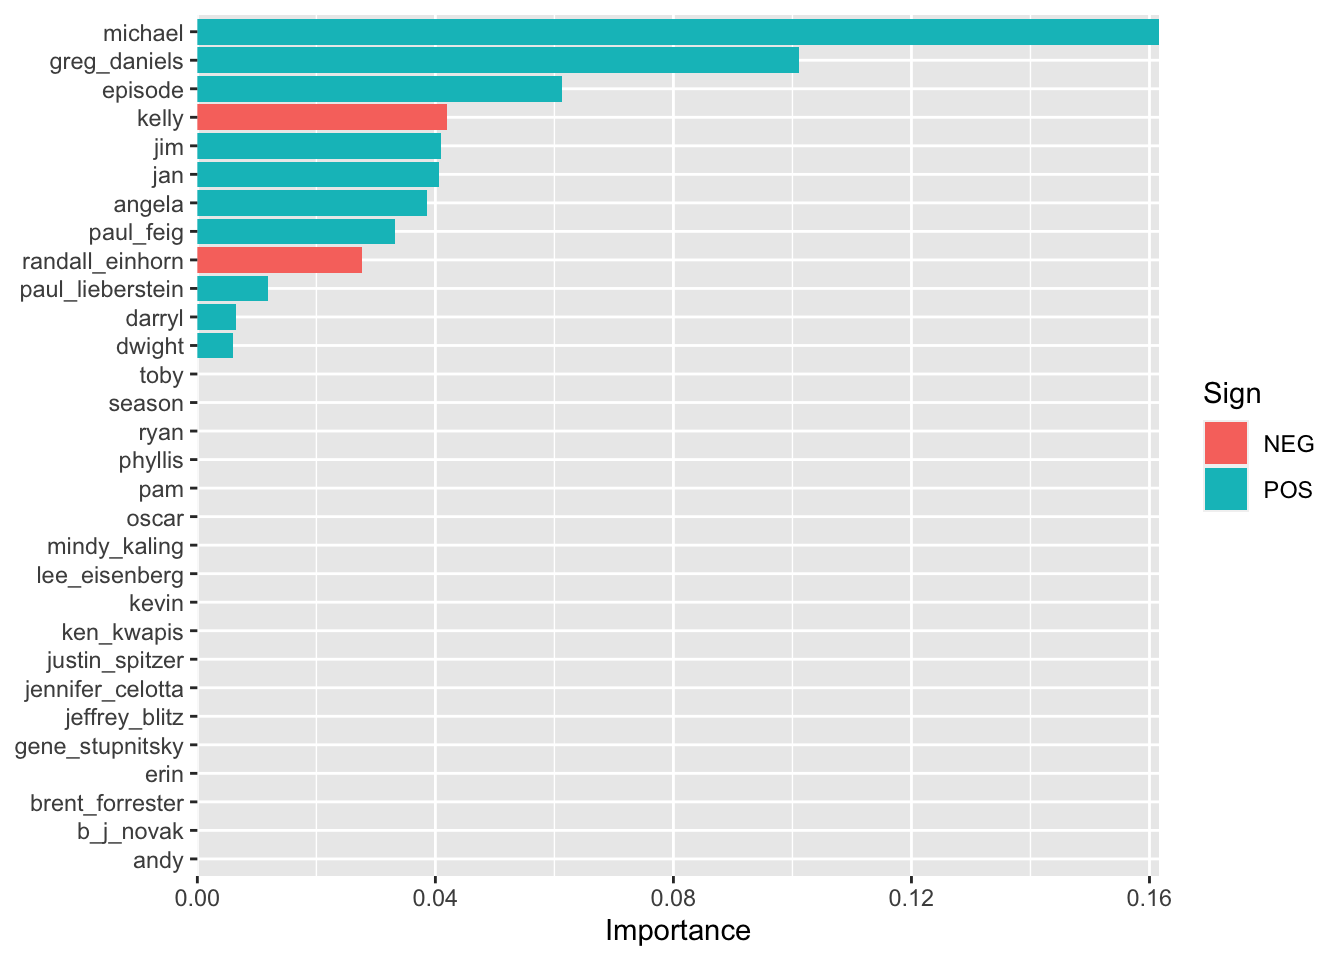 michael
greg_daniels
episode
kelly
jim
jan
angela
paul_feig
randall_einhorn
paul_lieberstein
darryl
dwight
toby
season
ryan
phyllis
pam
oscar
mindy_kaling
lee_eisenberg
kevin
ken_kwapis
justin_spitzer
jennifer_celotta
jeffrey_blitz
gene_stupnitsky
erin
brent_forrester
b_j_novak
andy
0.00 0.04 0.08 0.12 0.16
Importance
Sign
NEG
POS